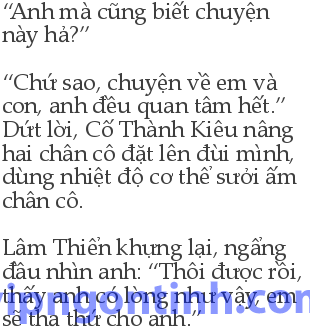 “Anh mà cũng biết chuyện
này hả?”
“Chứ sao, chuyện về em và
con, anh đều quan tâm hết.”
Dứt lời, Cố Thành Kiêu nâng
hai chân cô đặt lên đùi mình,
dùng nhiệt độ cơ thể sưởi ấm
chân cô.
Lâm Thiển khựng lại, ngẩng
đầu nhìn anh: “Thôi được rồi,
thấy anh có lòng như vậy, em
sẽ tha thứ cho anh.”
ipngontinh.com